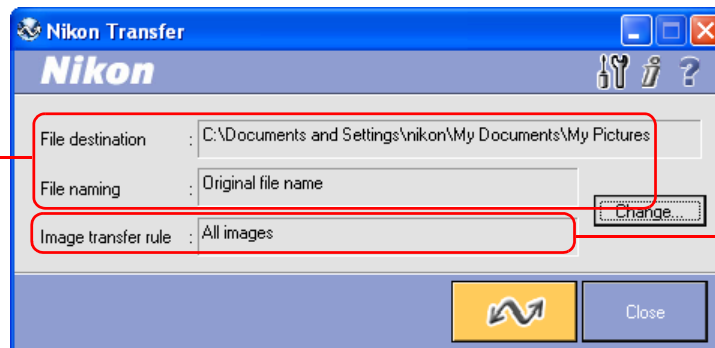 Nikon Transfer
Nikon
File destination : C:\Documents and Settings\nikon\My Documents\My Pictures
File naming : Original file name
Change...
Image transfer rule : All images
Close